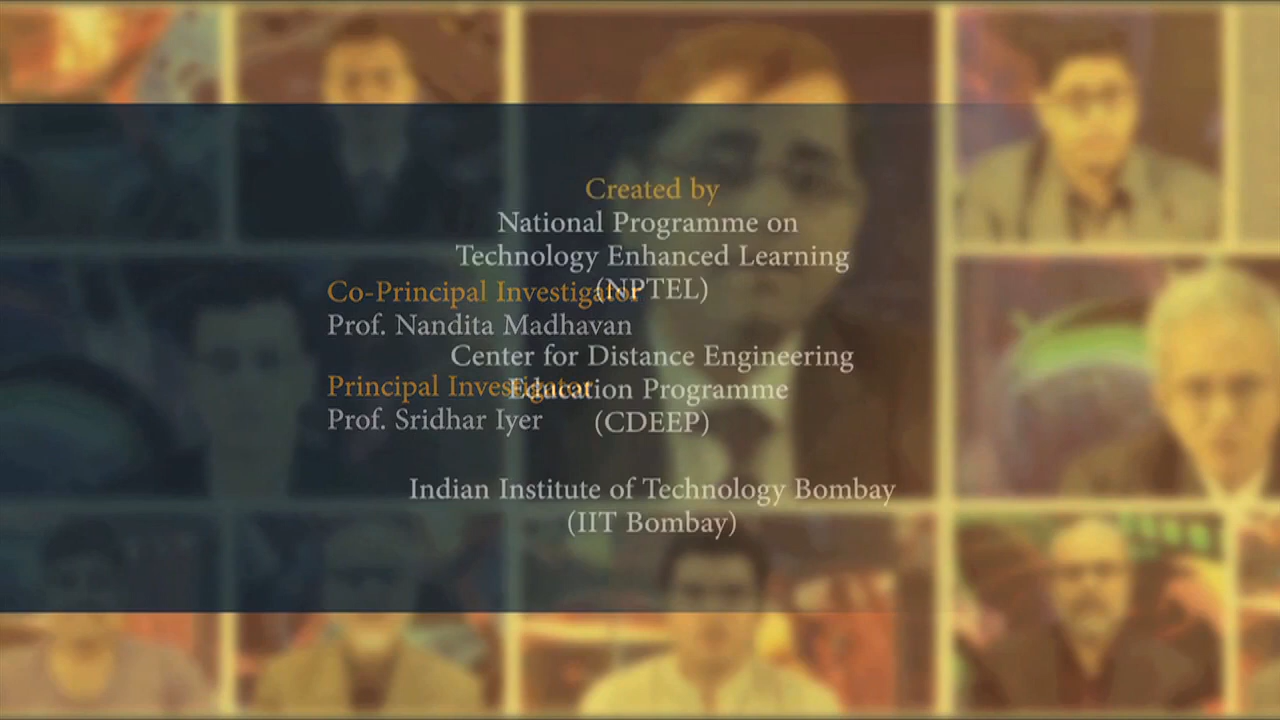 Created by
National Programme on
Technology Enhanced Learning
(NPTEL)
Co-Principal Investigator
Prof. Nandita Madhavan
Center for Distance Engineering
Principal Investigator
Education Programme
Prof. Sridhar Iyer
(CDEEP)
Indian Institute of Technology Bombay
(IIT Bombay)